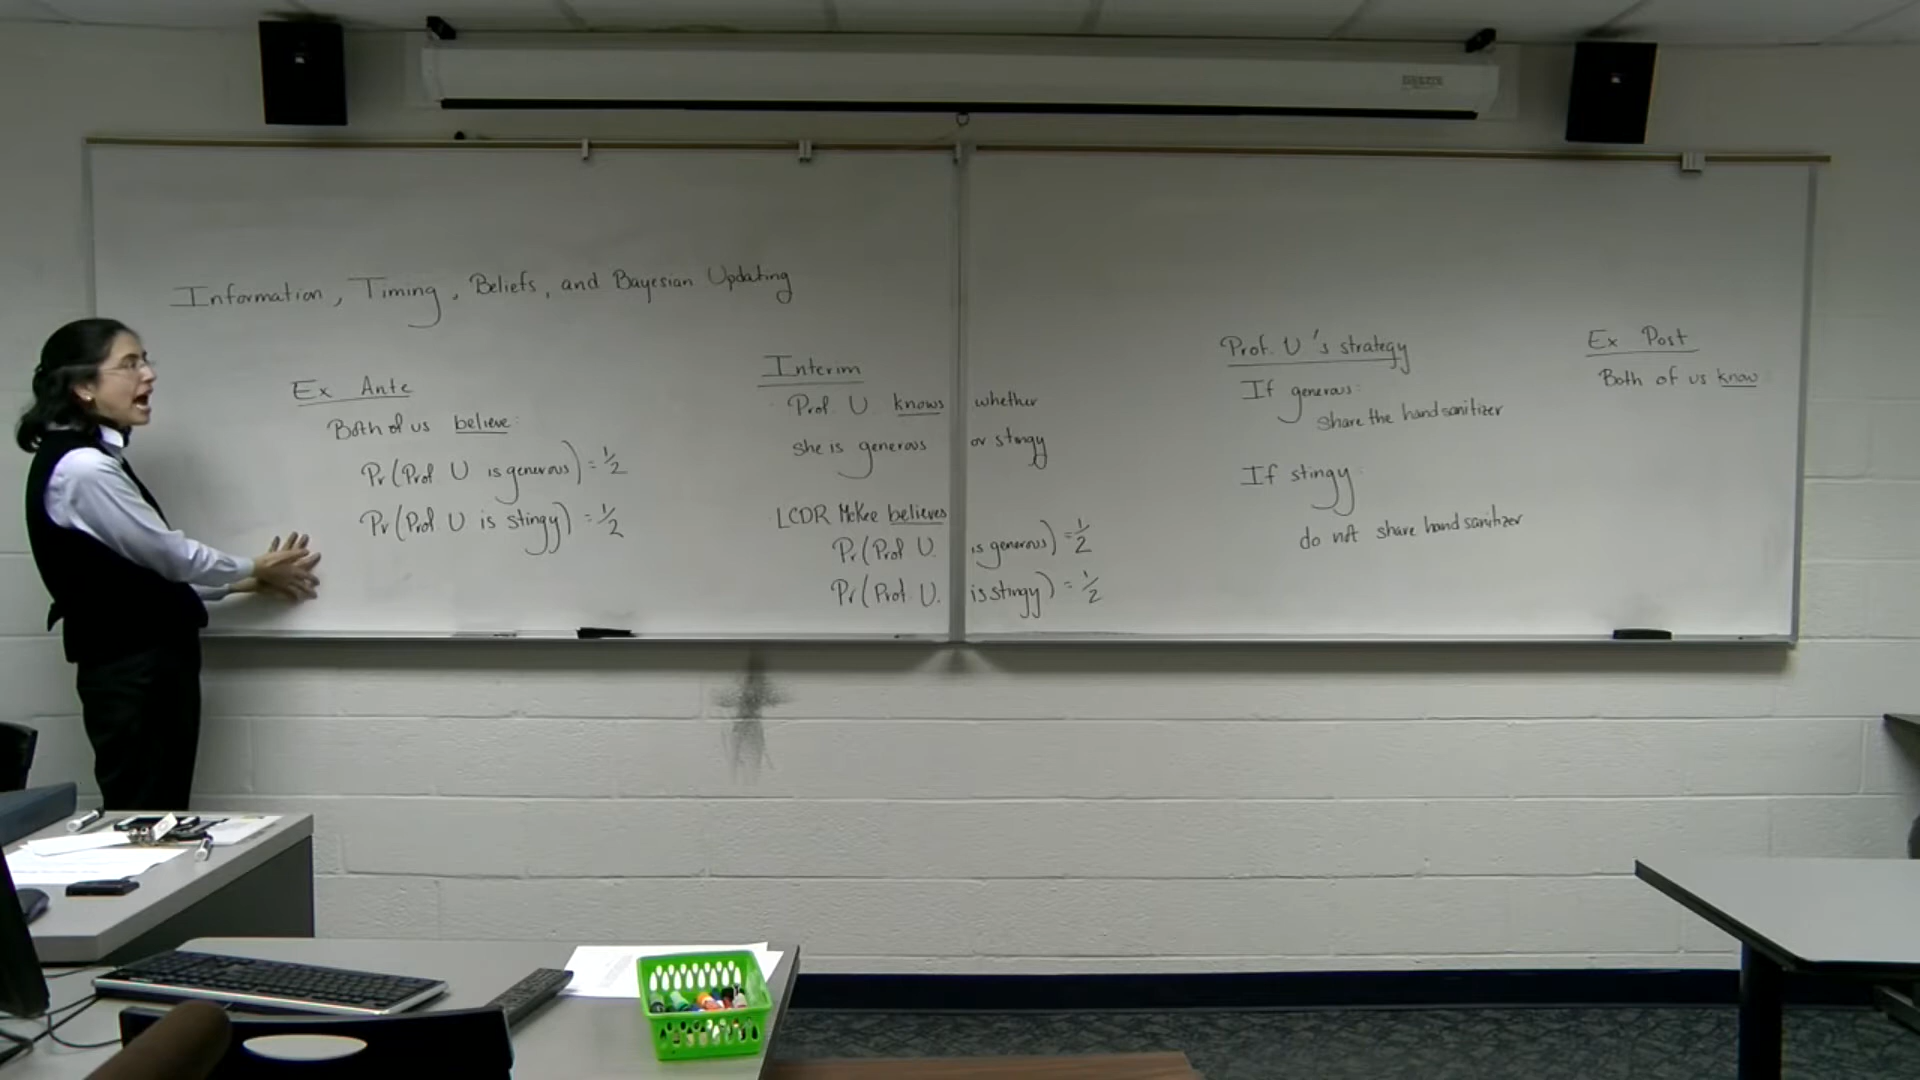 Information, Timing, Beliefs, and Bayesian Updating
Ex Ante
Both of us believe:
Pr(Prof U is generous) = 1/2
Pr(Prof U is stingy) = 1/2
Interim
Prof. U knows whether
she is generous or stingy
LCDR McKee believes
Pr(Prof U. is generous) = 1/2
Pr(Prof. U. is stingy) = 1/2
Prof. U's strategy
If generous:
share the hand sanitizer
If stingy:
do not share hand sanitizer
Ex Post
Both of us know